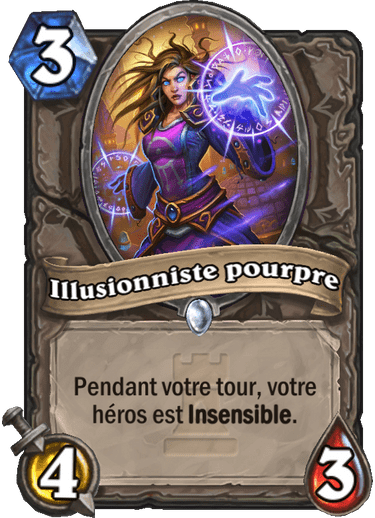 3
Illusionniste pourpre
Pendant votre tour, votre
héros est Insensible.
4
3